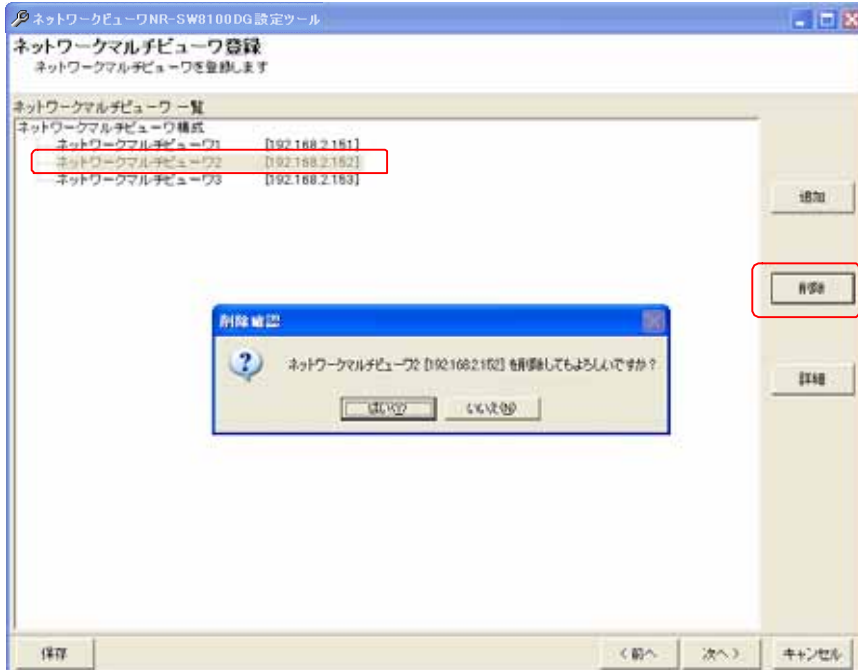 ネットワークビューワNR-SW8100DG設定ツール
ネットワークマルチビューワ登録
ネットワークマルチビューワを登録します
ネットワークマルチビューワ 一覧
ネットワークマルチビューワ構成
ネットワークマルチビューワ1 [192.168.2.151]
ネットワークマルチビューワ2 [192.168.2.152]
ネットワークマルチビューワ3 [192.168.2.153]
追加
削除
削除確認
ネットワークマルチビューワ2 [192.168.2.152] を削除してもよろしいですか？
詳細
はい(Y)
いいえ(N)
保存
< 前へ
次へ >
キャンセル